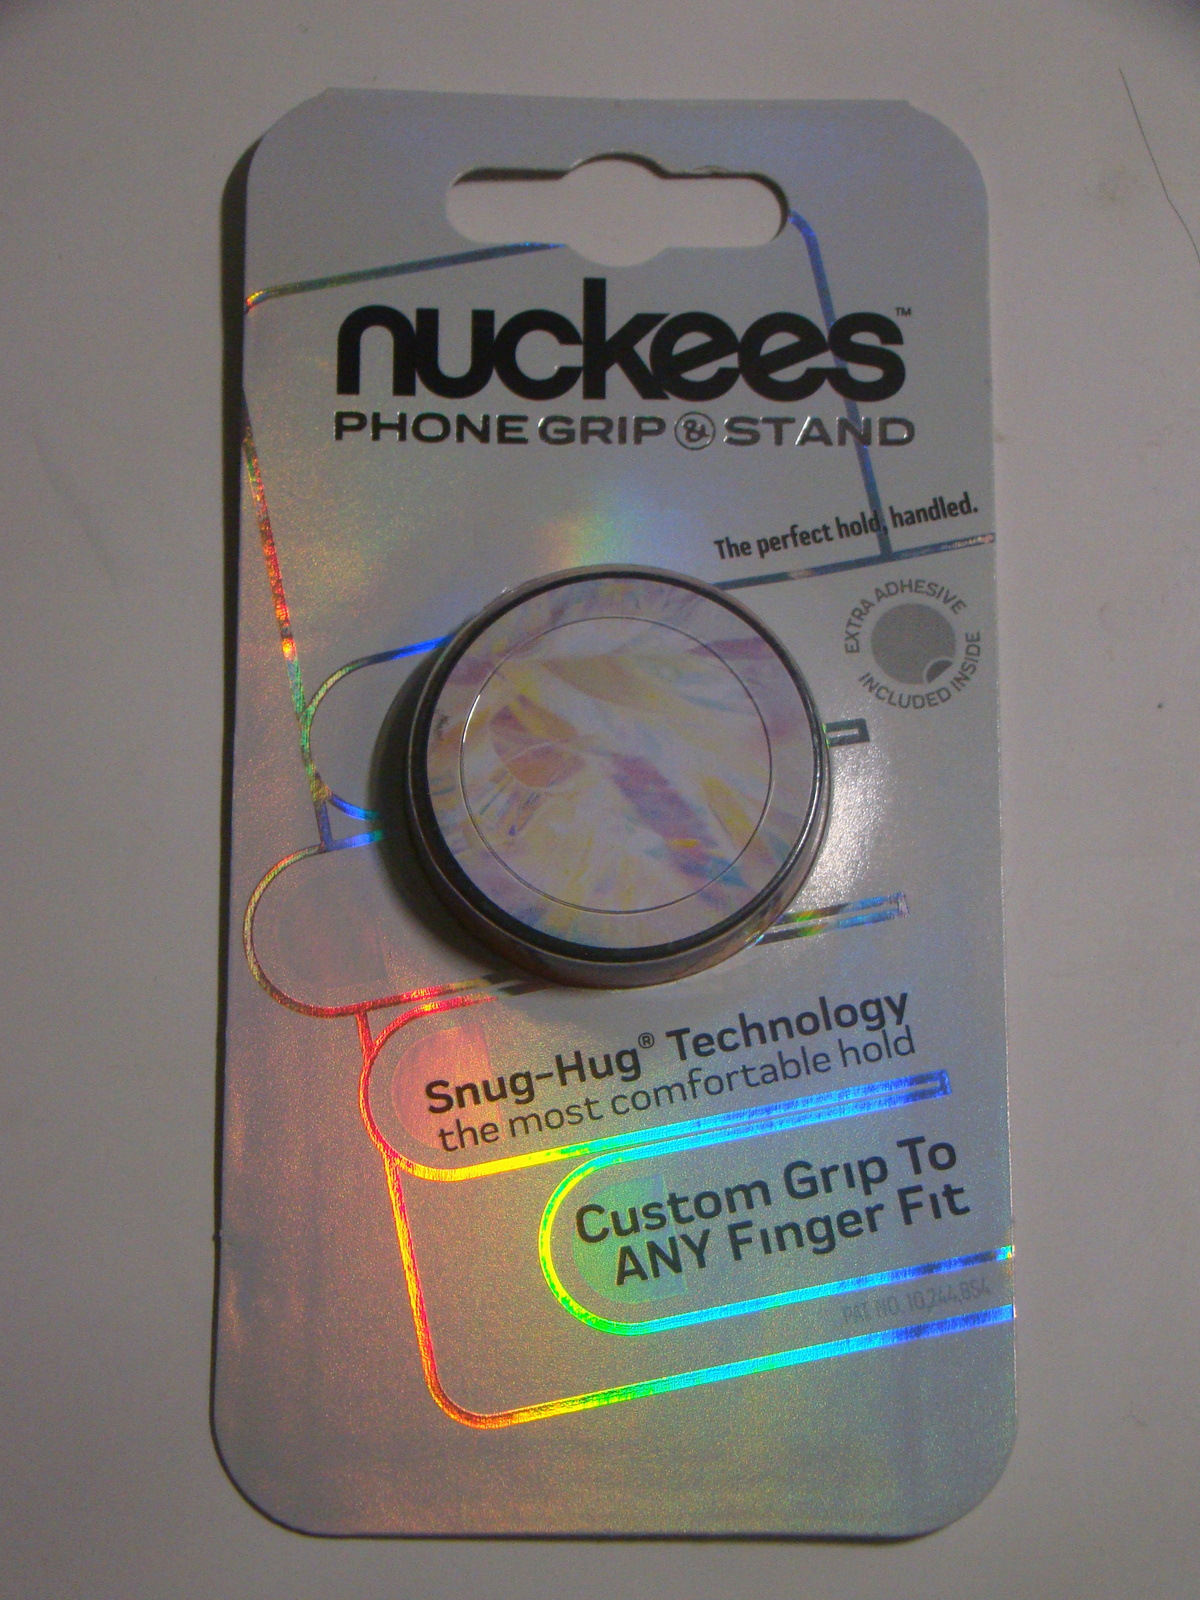 nuckees™
PHONE GRIP & STAND
The perfect hold, handled.
EXTRA ADHESIVE
INCLUDED INSIDE
Snug-Hug® Technology
the most comfortable hold
Custom Grip To
ANY Finger Fit
PAT. NO. 10,244,854